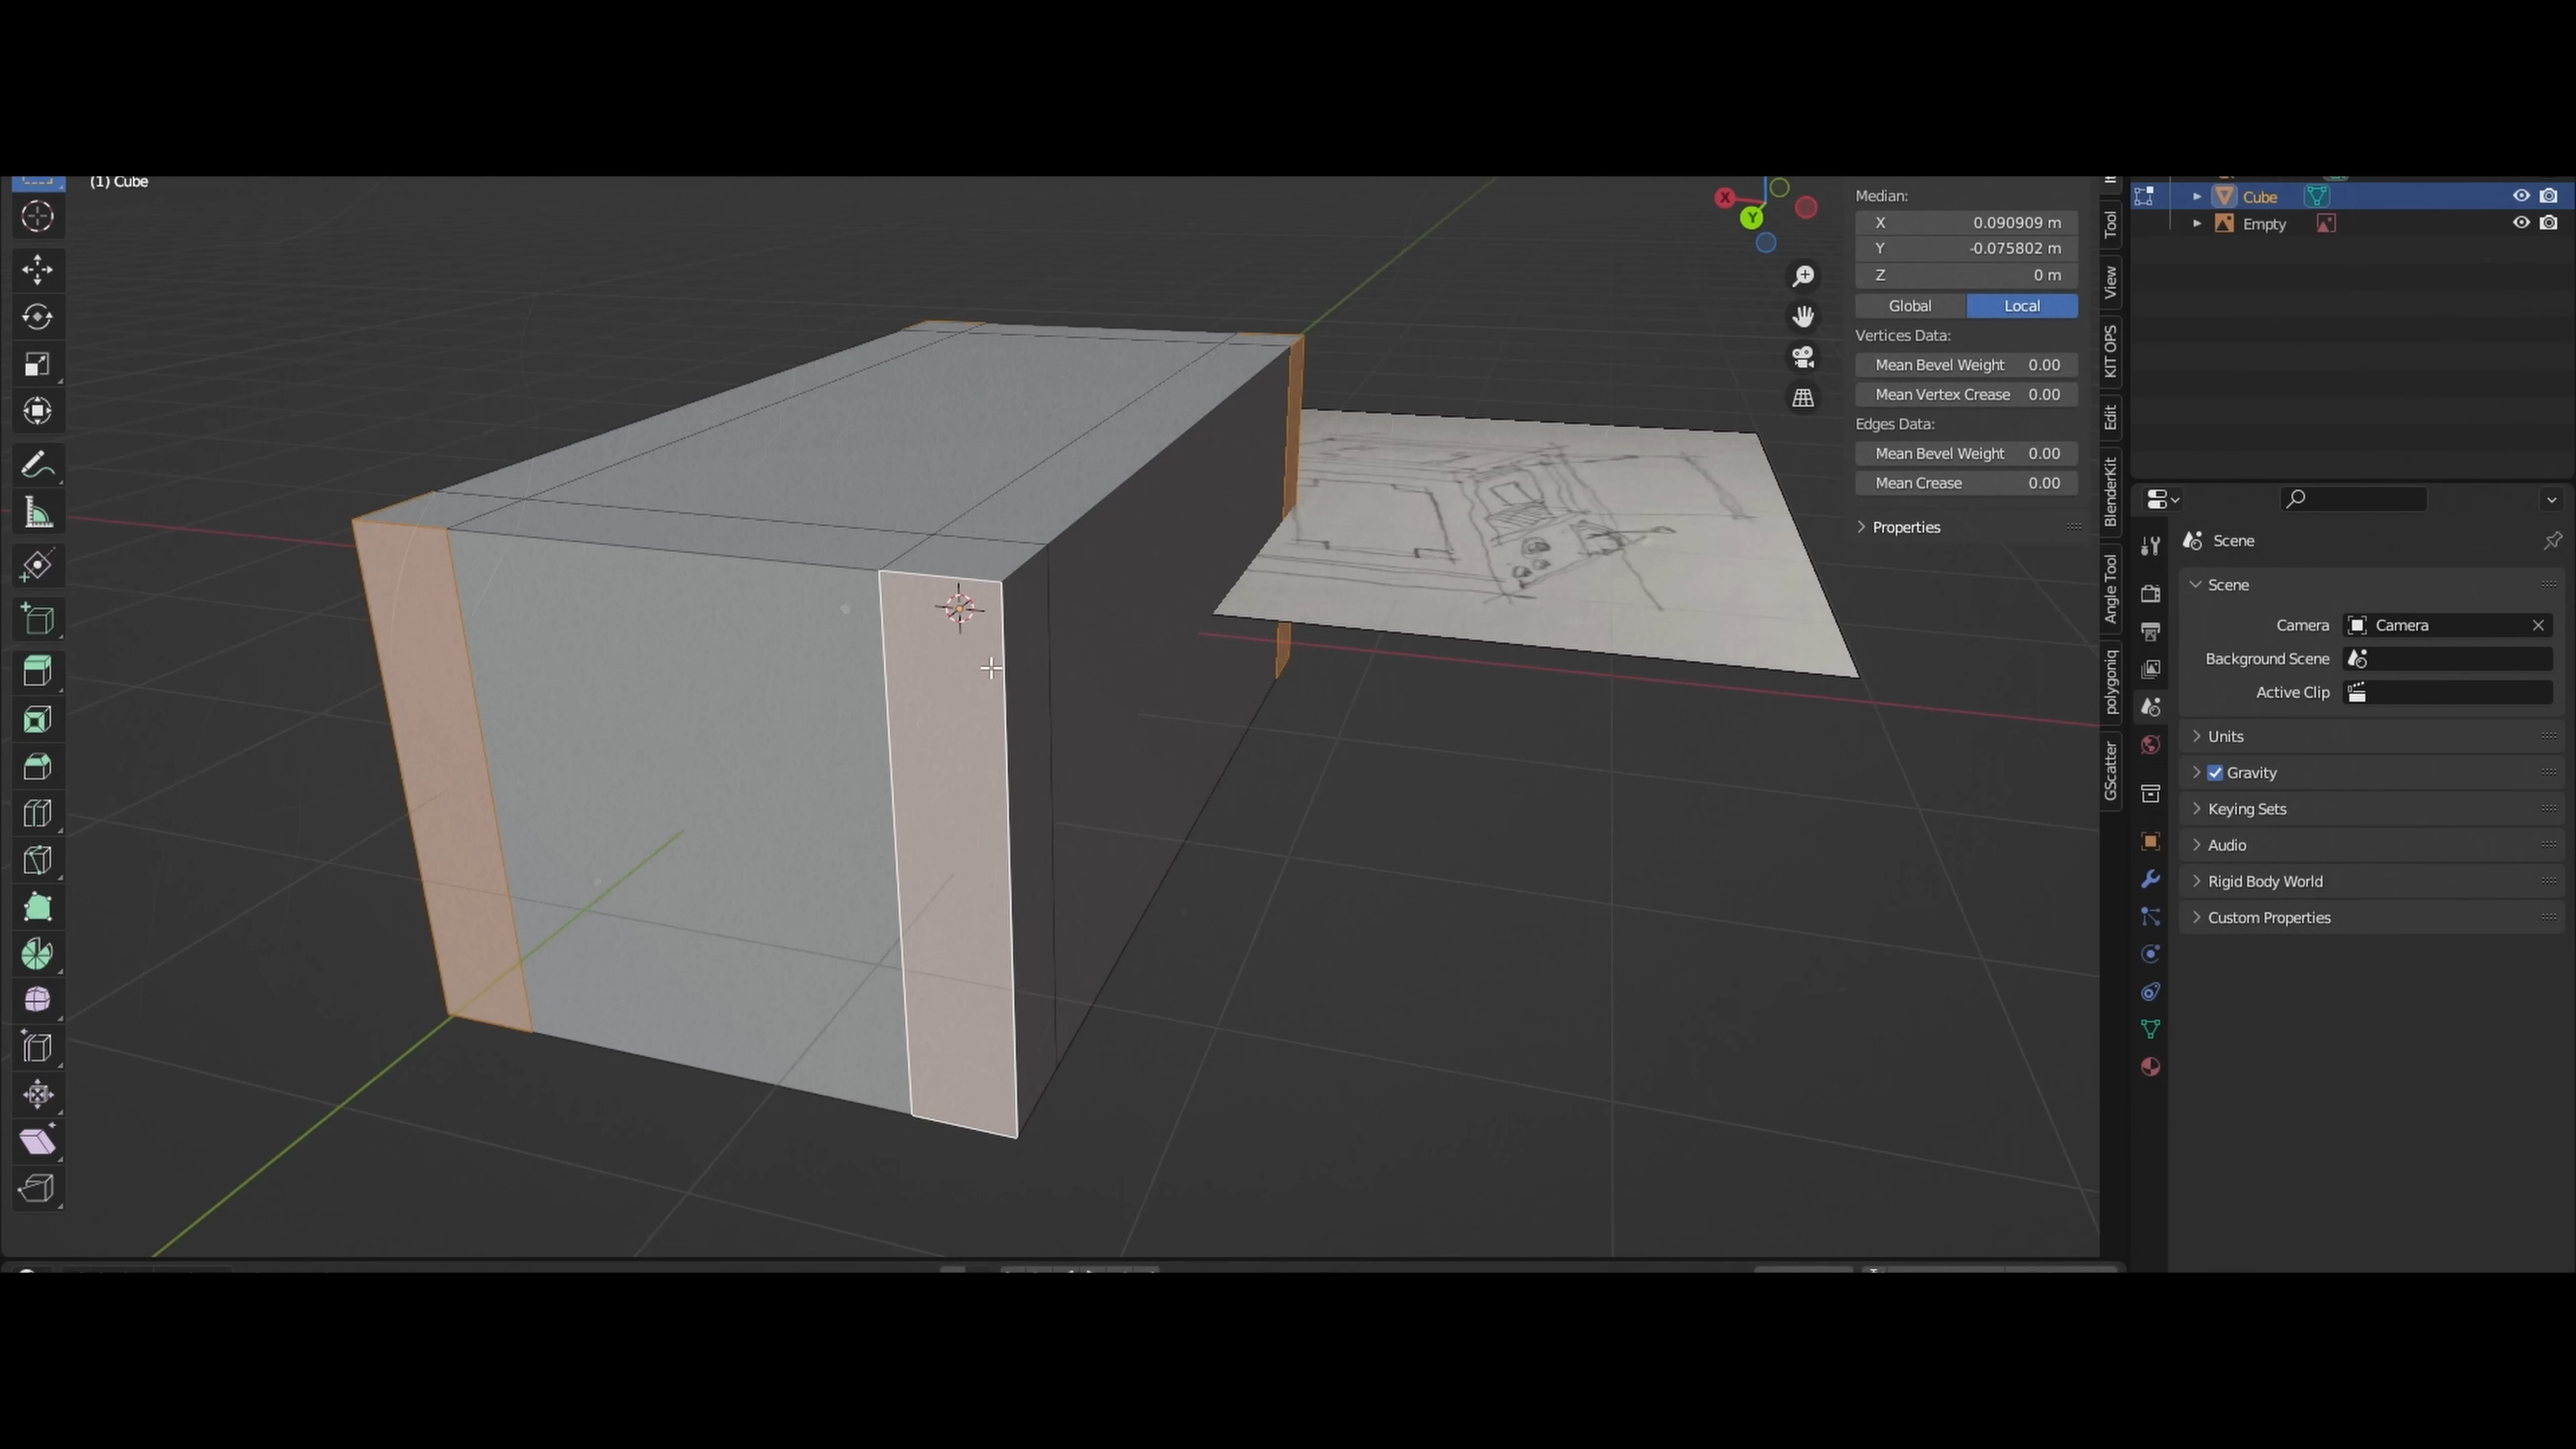 (1) Cube
X
Y
Median:
X 0.090909 m
Y -0.075802 m
Z 0 m
Global Local
Vertices Data:
Mean Bevel Weight 0.00
Mean Vertex Crease 0.00
Edges Data:
Mean Bevel Weight 0.00
Mean Crease 0.00
Properties
Tool
View
KIT OPS
Edit
BlenderKit
Angle Tool
polygoniq
GScatter
Cube
Empty
Scene
Scene
Camera Camera
Background Scene
Active Clip
Units
Gravity
Keying Sets
Audio
Rigid Body World
Custom Properties